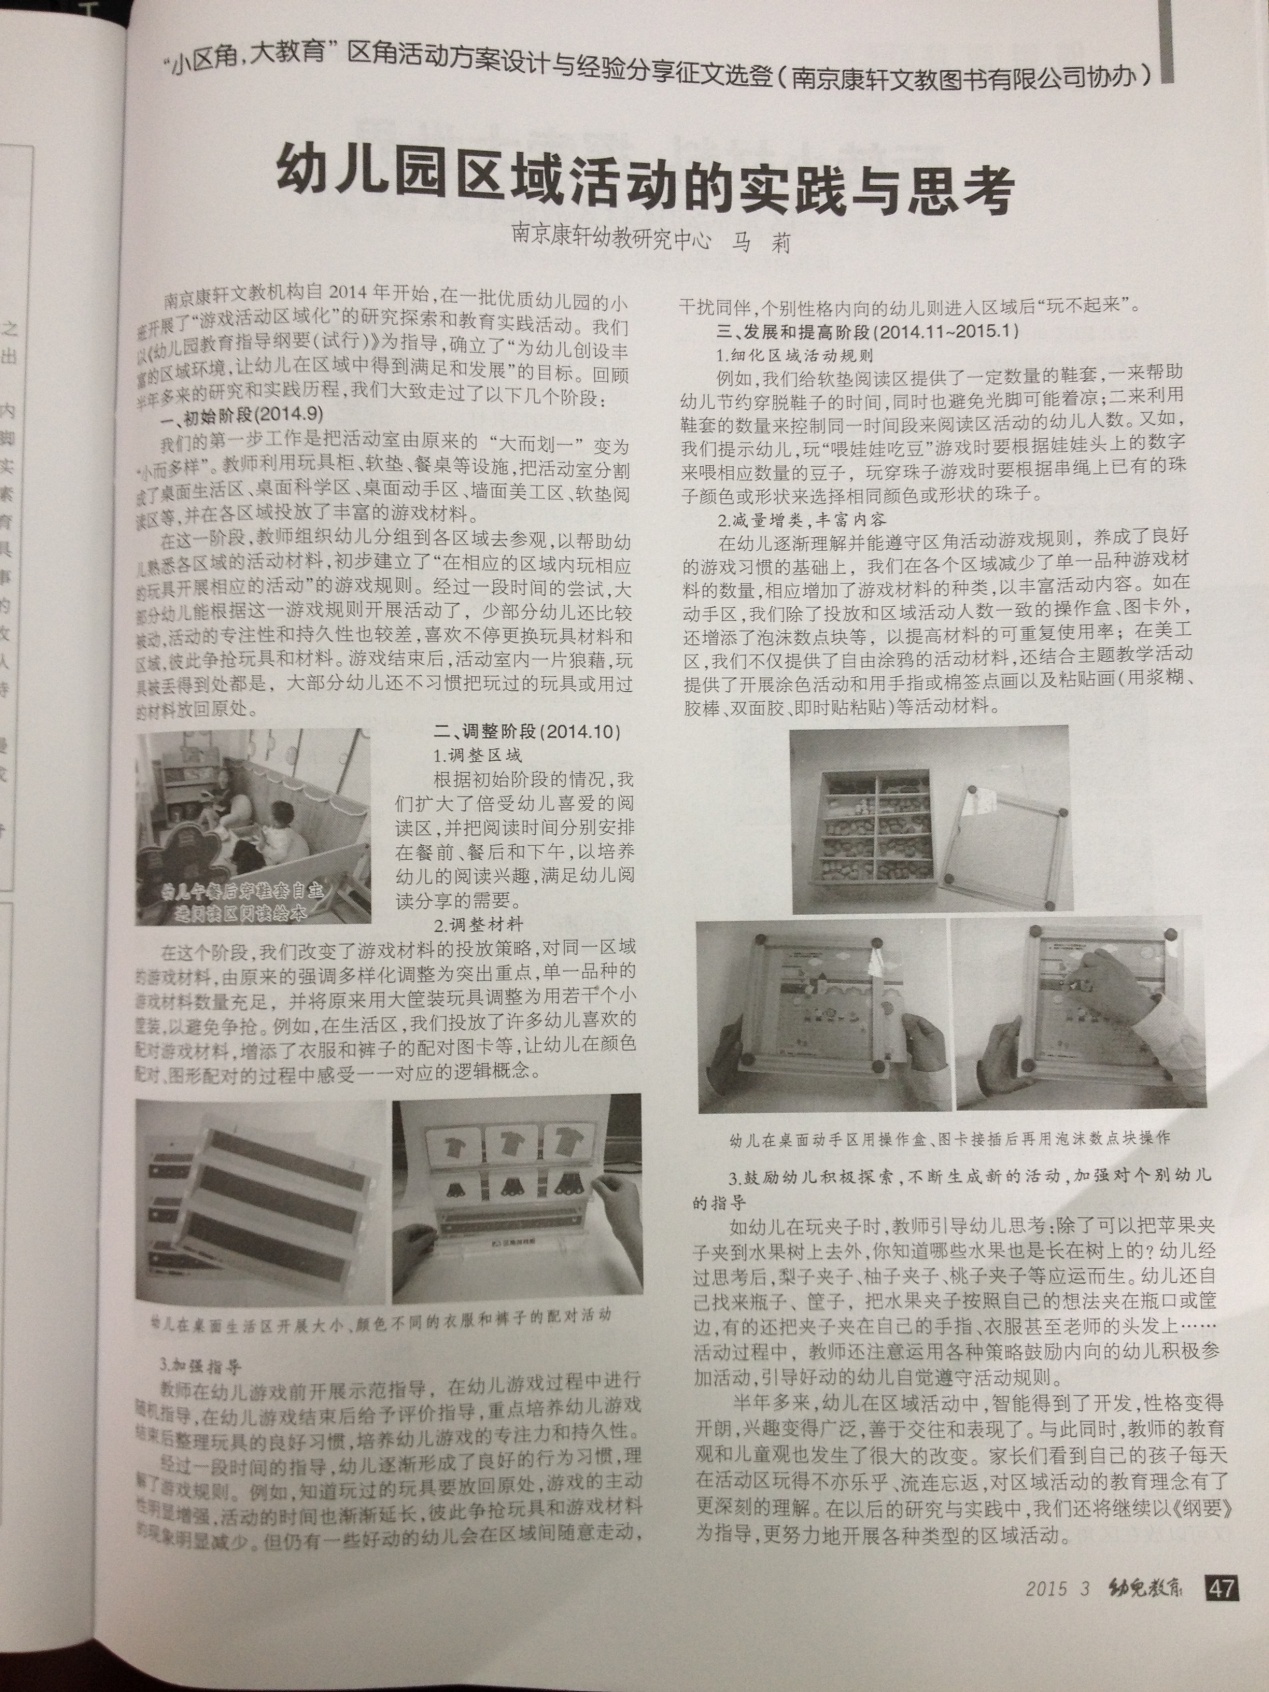 “小区角,大教育”区角活动方案设计与经验分享征文选登(南京康轩文教图书有限公司协办)
幼儿园区域活动的实践与思考
南京康轩幼教研究中心 马 莉
南京康轩文教机构自 2014 年开始,在一批优质幼儿园的小
班开展了“游戏活动区域化”的研究探索和教育实践活动。我们
以《幼儿园教育指导纲要(试行)》为指导,确立了“为幼儿创设丰
富的区域环境,让幼儿在区域中得到满足和发展”的目标。回顾
半年多来的研究和实践历程,我们大致走过了以下几个阶段:
一、初始阶段(2014.9)
我们的第一步工作是把活动室由原来的“大而划一”变为
“小而多样”。教师利用玩具柜、软垫、餐桌等设施,把活动室分割
成了桌面生活区、桌面科学区、桌面动手区、墙面美工区、软垫阅
读区等,并在各区域投放了丰富的游戏材料。
在这一阶段,教师组织幼儿分组到各区域去参观,以帮助幼
儿熟悉各区域的活动材料,初步建立了“在相应的区域内玩相应
的玩具开展相应的活动”的游戏规则。经过一段时间的尝试,大
部分幼儿能根据这一游戏规则开展活动了，少部分幼儿还比较
被动,活动的专注性和持久性也较差,喜欢不停更换玩具材料和
区域,彼此争抢玩具和材料。游戏结束后,活动室内一片狼藉,玩
具被丢得到处都是，大部分幼儿还不习惯把玩过的玩具或用过
的材料放回原处。
幼儿午餐后穿鞋套自主
进阅读区阅读绘本
二、调整阶段(2014.10)
1.调整区域
根据初始阶段的情况,我
们扩大了倍受幼儿喜爱的阅
读区,并把阅读时间分别安排
在餐前、餐后和下午,以培养
幼儿的阅读兴趣,满足幼儿阅
读分享的需要。
2.调整材料
在这个阶段,我们改变了游戏材料的投放策略,对同一区域
的游戏材料,由原来的强调多样化调整为突出重点,单一品种的
游戏材料数量充足，并将原来用大筐装玩具调整为用若干个小
筐装,以避免争抢。例如,在生活区,我们投放了许多幼儿喜欢的
配对游戏材料,增添了衣服和裤子的配对图卡等,让幼儿在颜色
配对、图形配对的过程中感受一一对应的逻辑概念。
幼儿在桌面生活区开展大小、颜色不同的衣服和裤子的配对活动
3.加强指导
教师在幼儿游戏前开展示范指导，在幼儿游戏过程中进行
随机指导,在幼儿游戏结束后给予评价指导,重点培养幼儿游戏
结束后整理玩具的良好习惯,培养幼儿游戏的专注力和持久性。
经过一段时间的指导,幼儿逐渐形成了良好的行为习惯,理
解了游戏规则。例如,知道玩过的玩具要放回原处,游戏的主动
性明显增强,活动的时间也渐渐延长,彼此争抢玩具和游戏材料
的现象明显减少。但仍有一些好动的幼儿会在区域间随意走动,
干扰同伴,个别性格内向的幼儿则进入区域后“玩不起来”。
三、发展和提高阶段(2014.11~2015.1)
1.细化区域活动规则
例如,我们给软垫阅读区提供了一定数量的鞋套,一来帮助
幼儿节约穿脱鞋子的时间,同时也避免光脚可能着凉;二来利用
鞋套的数量来控制同一时间段来阅读区活动的幼儿人数。又如,
我们提示幼儿,玩“喂娃娃吃豆”游戏时要根据娃娃头上的数字
来喂相应数量的豆子，玩穿珠子游戏时要根据串绳上已有的珠
子颜色或形状来选择相同颜色或形状的珠子。
2.减量增类,丰富内容
在幼儿逐渐理解并能遵守区角活动游戏规则，养成了良好
的游戏习惯的基础上，我们在各个区域减少了单一品种游戏材
料的数量,相应增加了游戏材料的种类,以丰富活动内容。如在
动手区,我们除了投放和区域活动人数一致的操作盒、图卡外,
还增添了泡沫数点块等，以提高材料的可重复使用率；在美工
区,我们不仅提供了自由涂鸦的活动材料,还结合主题教学活动
提供了开展涂色活动和用手指或棉签点画以及粘贴画(用浆糊、
胶棒、双面胶、即时贴粘贴)等活动材料。
幼儿在桌面动手区用操作盒、图卡接插后再用泡沫数点块操作
3.鼓励幼儿积极探索,不断生成新的活动,加强对个别幼儿
的指导
如幼儿在玩夹子时,教师引导幼儿思考:除了可以把苹果夹
子夹到水果树上去外,你知道哪些水果也是长在树上的?幼儿经
过思考后,梨子夹子、柚子夹子、桃子夹子等应运而生。幼儿还自
己找来瓶子、筐子，把水果夹子按照自己的想法夹在瓶口或筐
边,有的还把夹子夹在自己的手指、衣服甚至老师的头发上……
活动过程中，教师还注意运用各种策略鼓励内向的幼儿积极参
加活动,引导好动的幼儿自觉遵守活动规则。
半年多来,幼儿在区域活动中,智能得到了开发,性格变得
开朗,兴趣变得广泛,善于交往和表现了。与此同时,教师的教育
观和儿童观也发生了很大的改变。家长们看到自己的孩子每天
在活动区玩得不亦乐乎、流连忘返,对区域活动的教育理念有了
更深刻的理解。在以后的研究与实践中,我们还将继续以《纲要》
为指导,更努力地开展各种类型的区域活动。
2015 3 幼儿教育 47